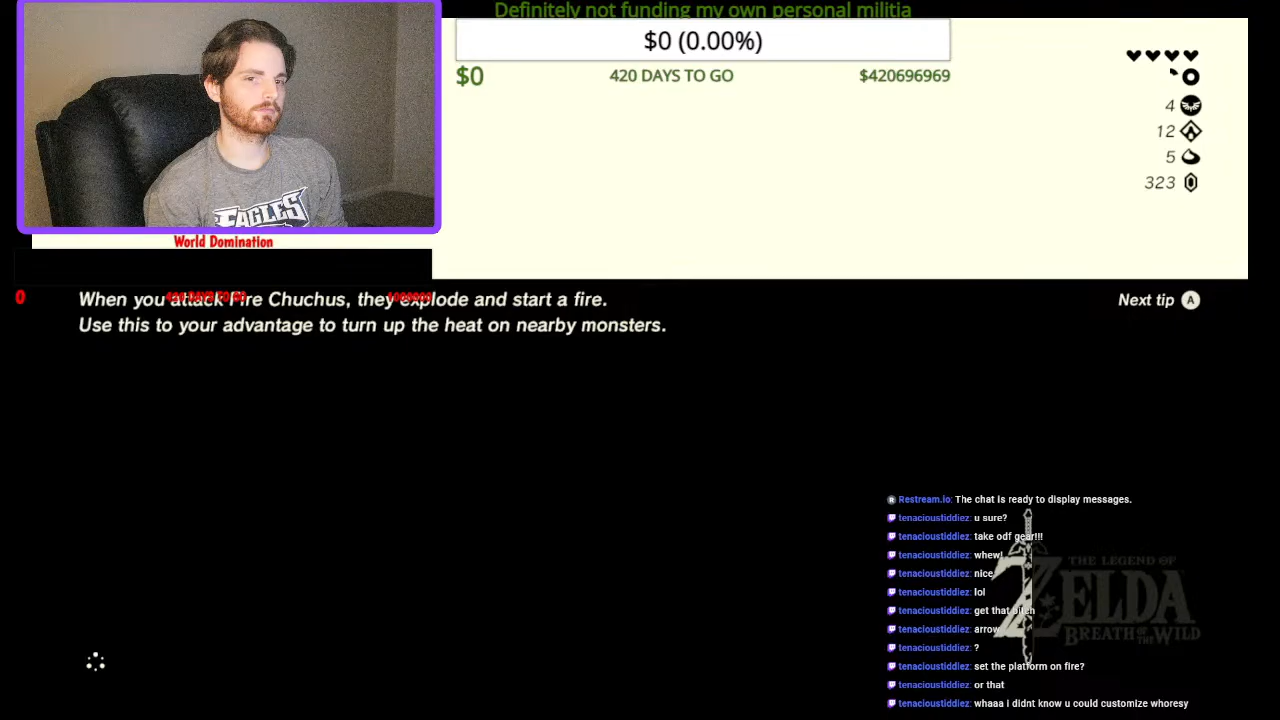 Definitely not funding my own personal militia
$0 (0.00%)
$0 420 DAYS TO GO $420696969
4
12
5
323
EAGLES
World Domination
0 420 DAYS TO GO 1000000
When you attack Fire Chuchus, they explode and start a fire.
Use this to your advantage to turn up the heat on nearby monsters.
Next tip A
Restream.io: The chat is ready to display messages.
tenacioustiddiez: u sure?
tenacioustiddiez: take odf gear!!!
tenacioustiddiez: whew!
tenacioustiddiez: nice
tenacioustiddiez: lol
tenacioustiddiez: get that bitch
tenacioustiddiez: arrow
tenacioustiddiez: ?
tenacioustiddiez: set the platform on fire?
tenacioustiddiez: or that
tenacioustiddiez: whaaa i didnt know u could customize whoresy
THE LEGEND OF
ZELDA
BREATH OF THE WILD